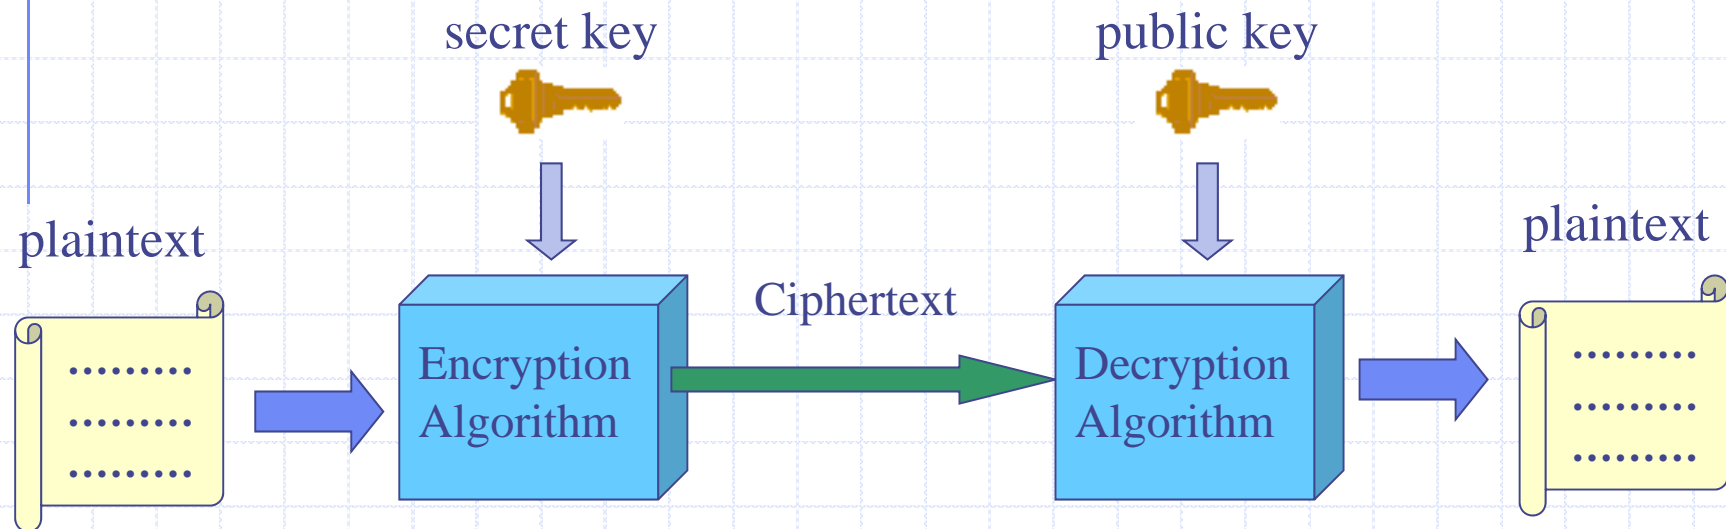 secret key
public key
plaintext
plaintext
Ciphertext
Encryption
Algorithm
Decryption
Algorithm